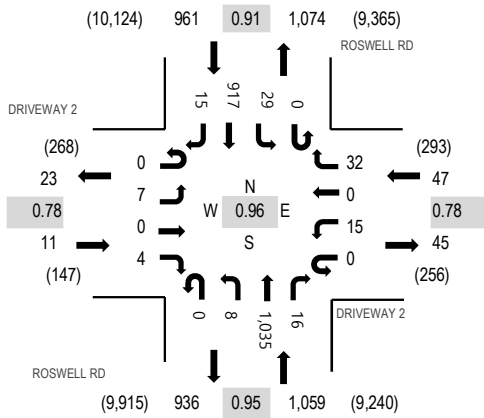 (10,124) 961 0.91 1,074 (9,365)
ROSWELL RD
15 917 29 0
DRIVEWAY 2
(268) 0 32 (293)
23 7 0 47
N
0.78 W 0.96 E 0.78
S
11 0 15 45
(147) 4 0 (256)
0 8 1,035 16
DRIVEWAY 2
ROSWELL RD
(9,915) 936 0.95 1,059 (9,240)